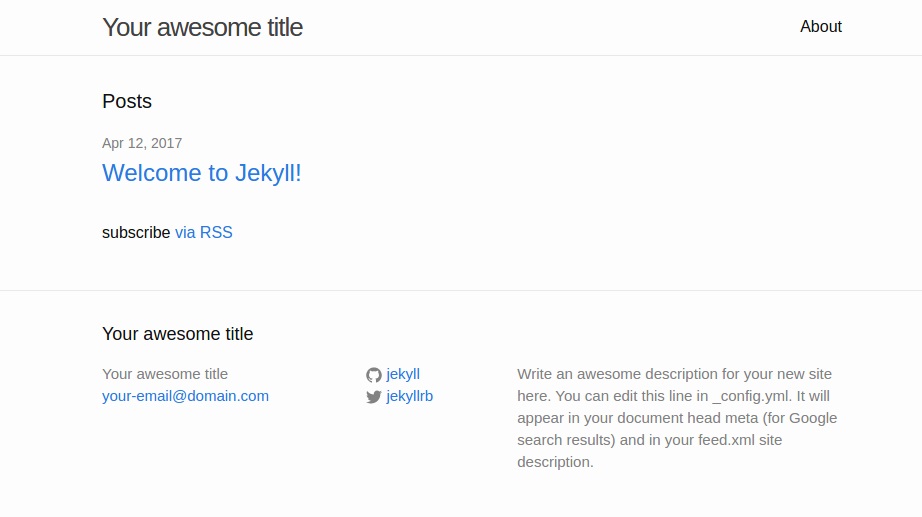 Your awesome title
About
Posts
Apr 12, 2017
Welcome to Jekyll!
subscribe via RSS
Your awesome title
Your awesome title
your-email@domain.com
jekyll
jekyllrb
Write an awesome description for your new site
here. You can edit this line in _config.yml. It will
appear in your document head meta (for Google
search results) and in your feed.xml site
description.